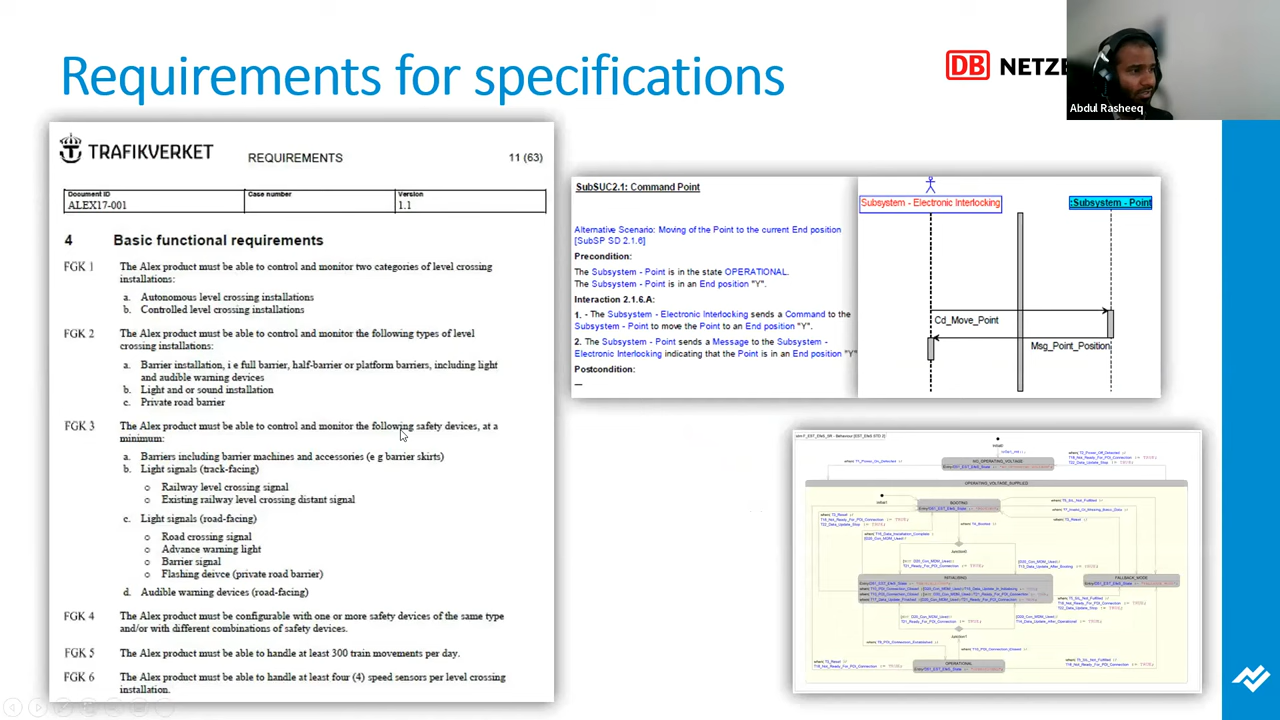 Requirements for specifications
DB NETZE
Abdul Rasheeq
TRAFIKVERKET
REQUIREMENTS
11 (63)
Document ID
Case number
Version
ALEX17-001
1.1
4 Basic functional requirements
FGK 1 The Alex product must be able to control and monitor two categories of level crossing
installations:
a. Autonomous level crossing installations
b. Controlled level crossing installations
FGK 2 The Alex product must be able to control and monitor the following types of level
crossing installations:
a. Barrier installation, i e full barrier, half-barrier or platform barriers, including light
and audible warning devices
b. Light and or sound installation
c. Private road barrier
FGK 3 The Alex product must be able to control and monitor the following safety devices, at a
minimum:
a. Barriers including barrier machines and accessories (e g barrier skirts)
b. Light signals (track-facing)
o Railway level crossing signal
o Existing railway level crossing distant signal
c. Light signals (road-facing)
o Road crossing signal
o Advance warning light
o Barrier signal
o Flashing deivce (private road barrier)
d. Audible warning devices (road-facing)
FGK 4 The Alex product must be configurable with one or more safety devices of the same type
and/or with different combinations of safety devices.
FGK 5 The Alex product must be able to handle at least 300 train movements per day.
FGK 6 The Alex product must be able to handle at least four (4) speed sensors per level crossing
installation.
SubSUC2.1: Command Point
Alternative Scenario: Moving of the Point to the current End position
[SubSP SD 2.1.6]
Precondition:
The Subsystem - Point is in the state OPERATIONAL.
The Subsystem - Point is in an End position "Y".
Interaction 2.1.6.A:
1. - The Subsystem - Electronic Interlocking sends a Command to the
Subsystem - Point to move the Point to an End position "Y".
2. The Subsystem - Point sends a Message to the Subsystem -
Electronic Interlocking indicating that the Point is in an End position "Y"
Postcondition:
—
Subsystem - Electronic Interlocking
:Subsystem - Point
Cd_Move_Point
Msg_Point_Position
NO_OPERATING_VOLTAGE
OPERATING_VOLTAGE_SUPPLIED
BOOTING
INITIALISING
FALLBACK_MODE
OPERATIONAL